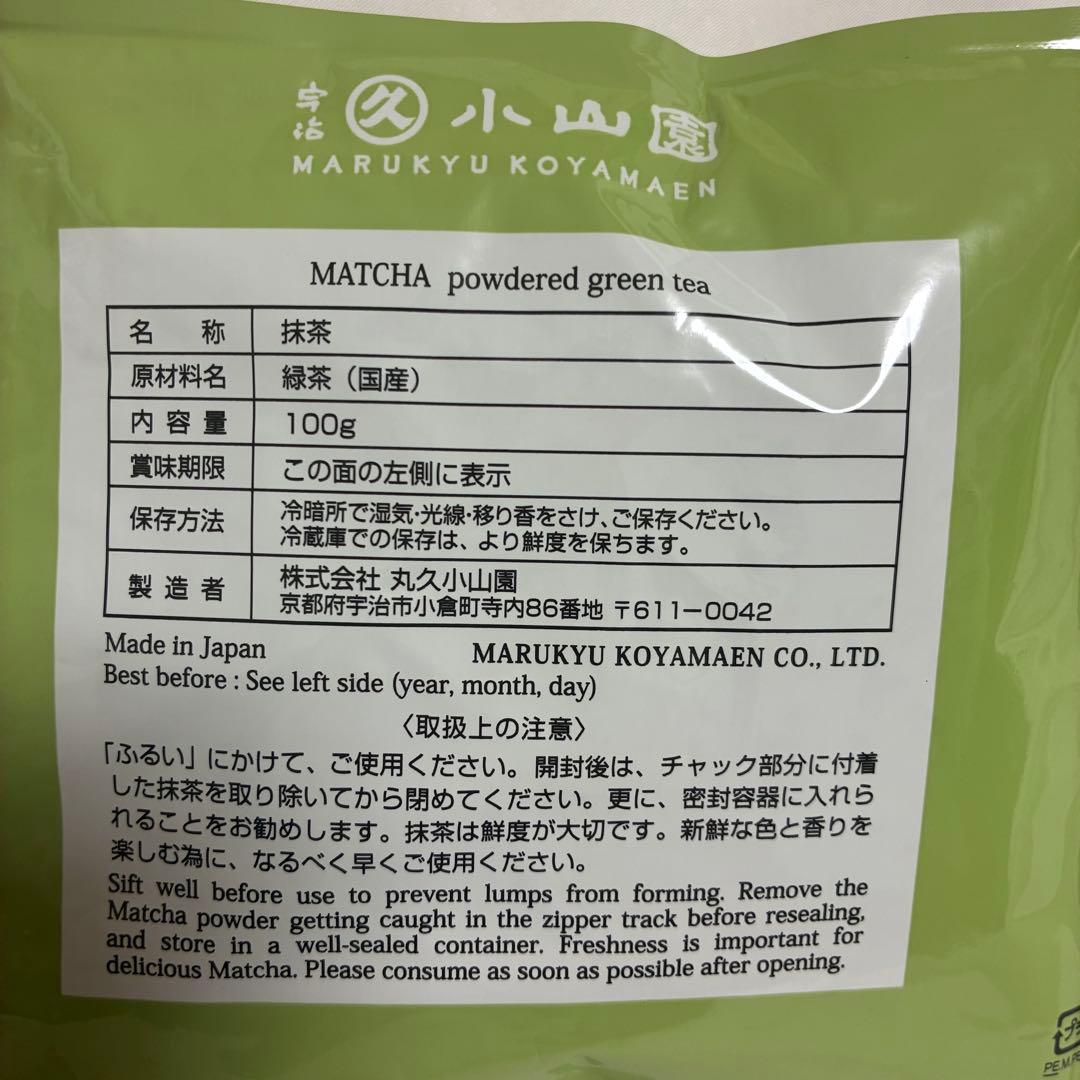 宇治 久 小山園
MARUKYU KOYAMAEN
MATCHA powdered green tea
名 称 抹茶
原材料名 緑茶（国産）
内容量 100g
賞味期限 この面の左側に表示
保存方法 冷暗所で湿気・光線・移り香をさけ、ご保存ください。
冷蔵庫での保存は、より鮮度を保ちます。
製造者 株式会社 丸久小山園
京都府宇治市小倉町寺内86番地 〒611－0042
Made in Japan MARUKYU KOYAMAEN CO., LTD.
Best before : See left side (year, month, day)
〈取扱上の注意〉
「ふるい」にかけて、ご使用ください。開封後は、チャック部分に付着
した抹茶を取り除いてから閉めてください。更に、密封容器に入れら
れることをお勧めします。抹茶は鮮度が大切です。新鮮な色と香りを
楽しむ為に、なるべく早くご使用ください。
Sift well before use to prevent lumps from forming. Remove the
Matcha powder getting caught in the zipper track before resealing,
and store in a well-sealed container. Freshness is important for
delicious Matcha. Please consume as soon as possible after opening.